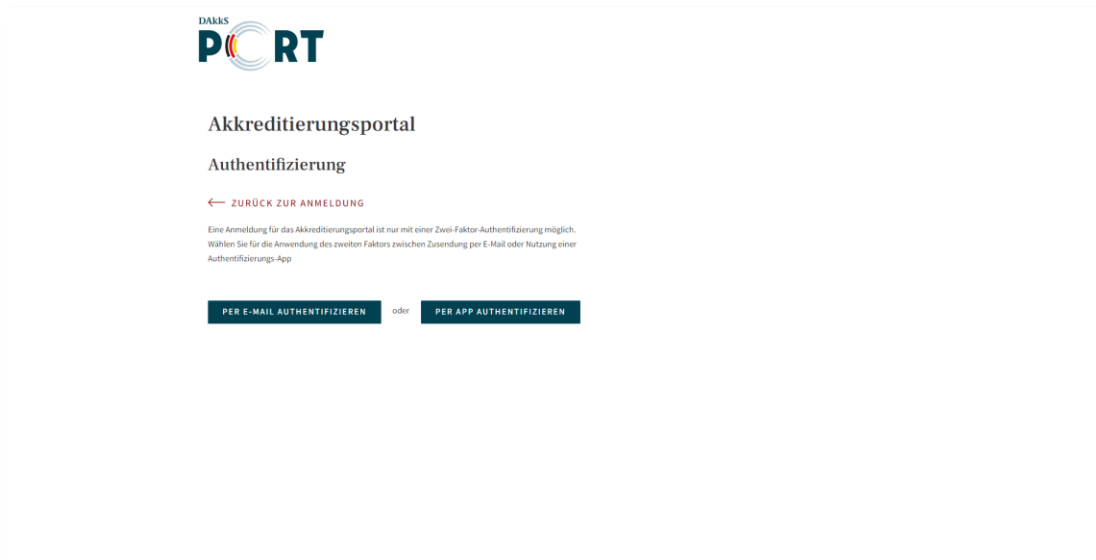 DAkkS
PORT
Akkreditierungsportal
Authentifizierung
← ZURÜCK ZUR ANMELDUNG
Eine Anmeldung für das Akkreditierungsportal ist nur mit einer Zwei-Faktor-Authentifizierung möglich.
Wählen Sie für die Anwendung des zweiten Faktors zwischen Zusendung per E-Mail oder Nutzung einer
Authentifizierungs-App
PER E-MAIL AUTHENTIFIZIEREN oder PER APP AUTHENTIFIZIEREN